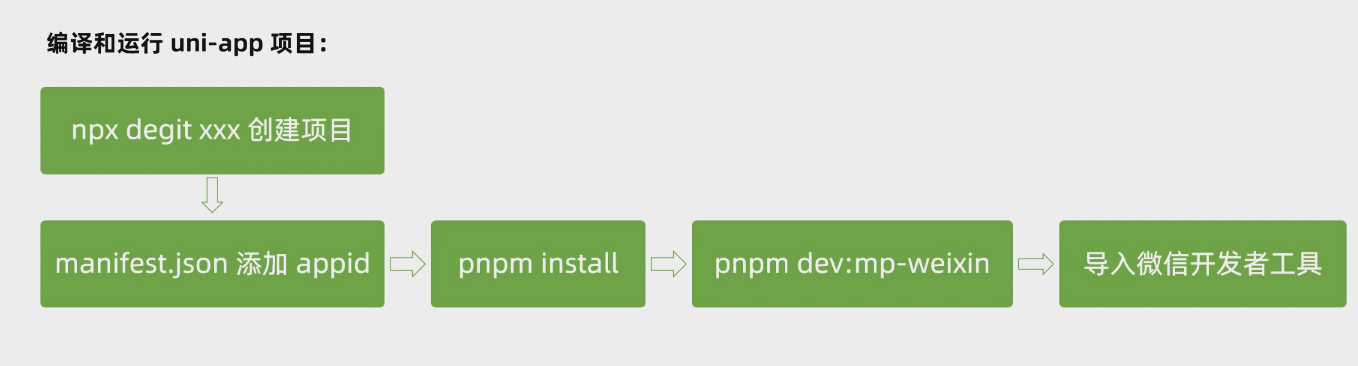 编译和运行 uni-app 项目：
npx degit xxx 创建项目
manifest.json 添加 appid
pnpm install
pnpm dev:mp-weixin
导入微信开发者工具